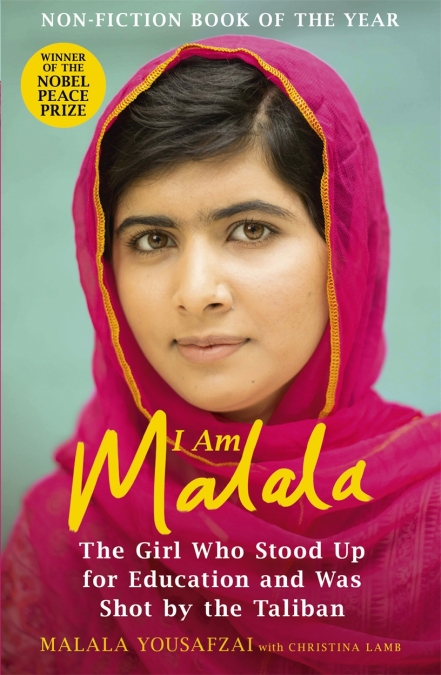 NON-FICTION BOOK OF THE YEAR
WINNER
OF THE
NOBEL
PEACE
PRIZE
I Am
Malala
The Girl Who Stood Up
for Education and Was
Shot by the Taliban
MALALA YOUSAFZAI with CHRISTINA LAMB